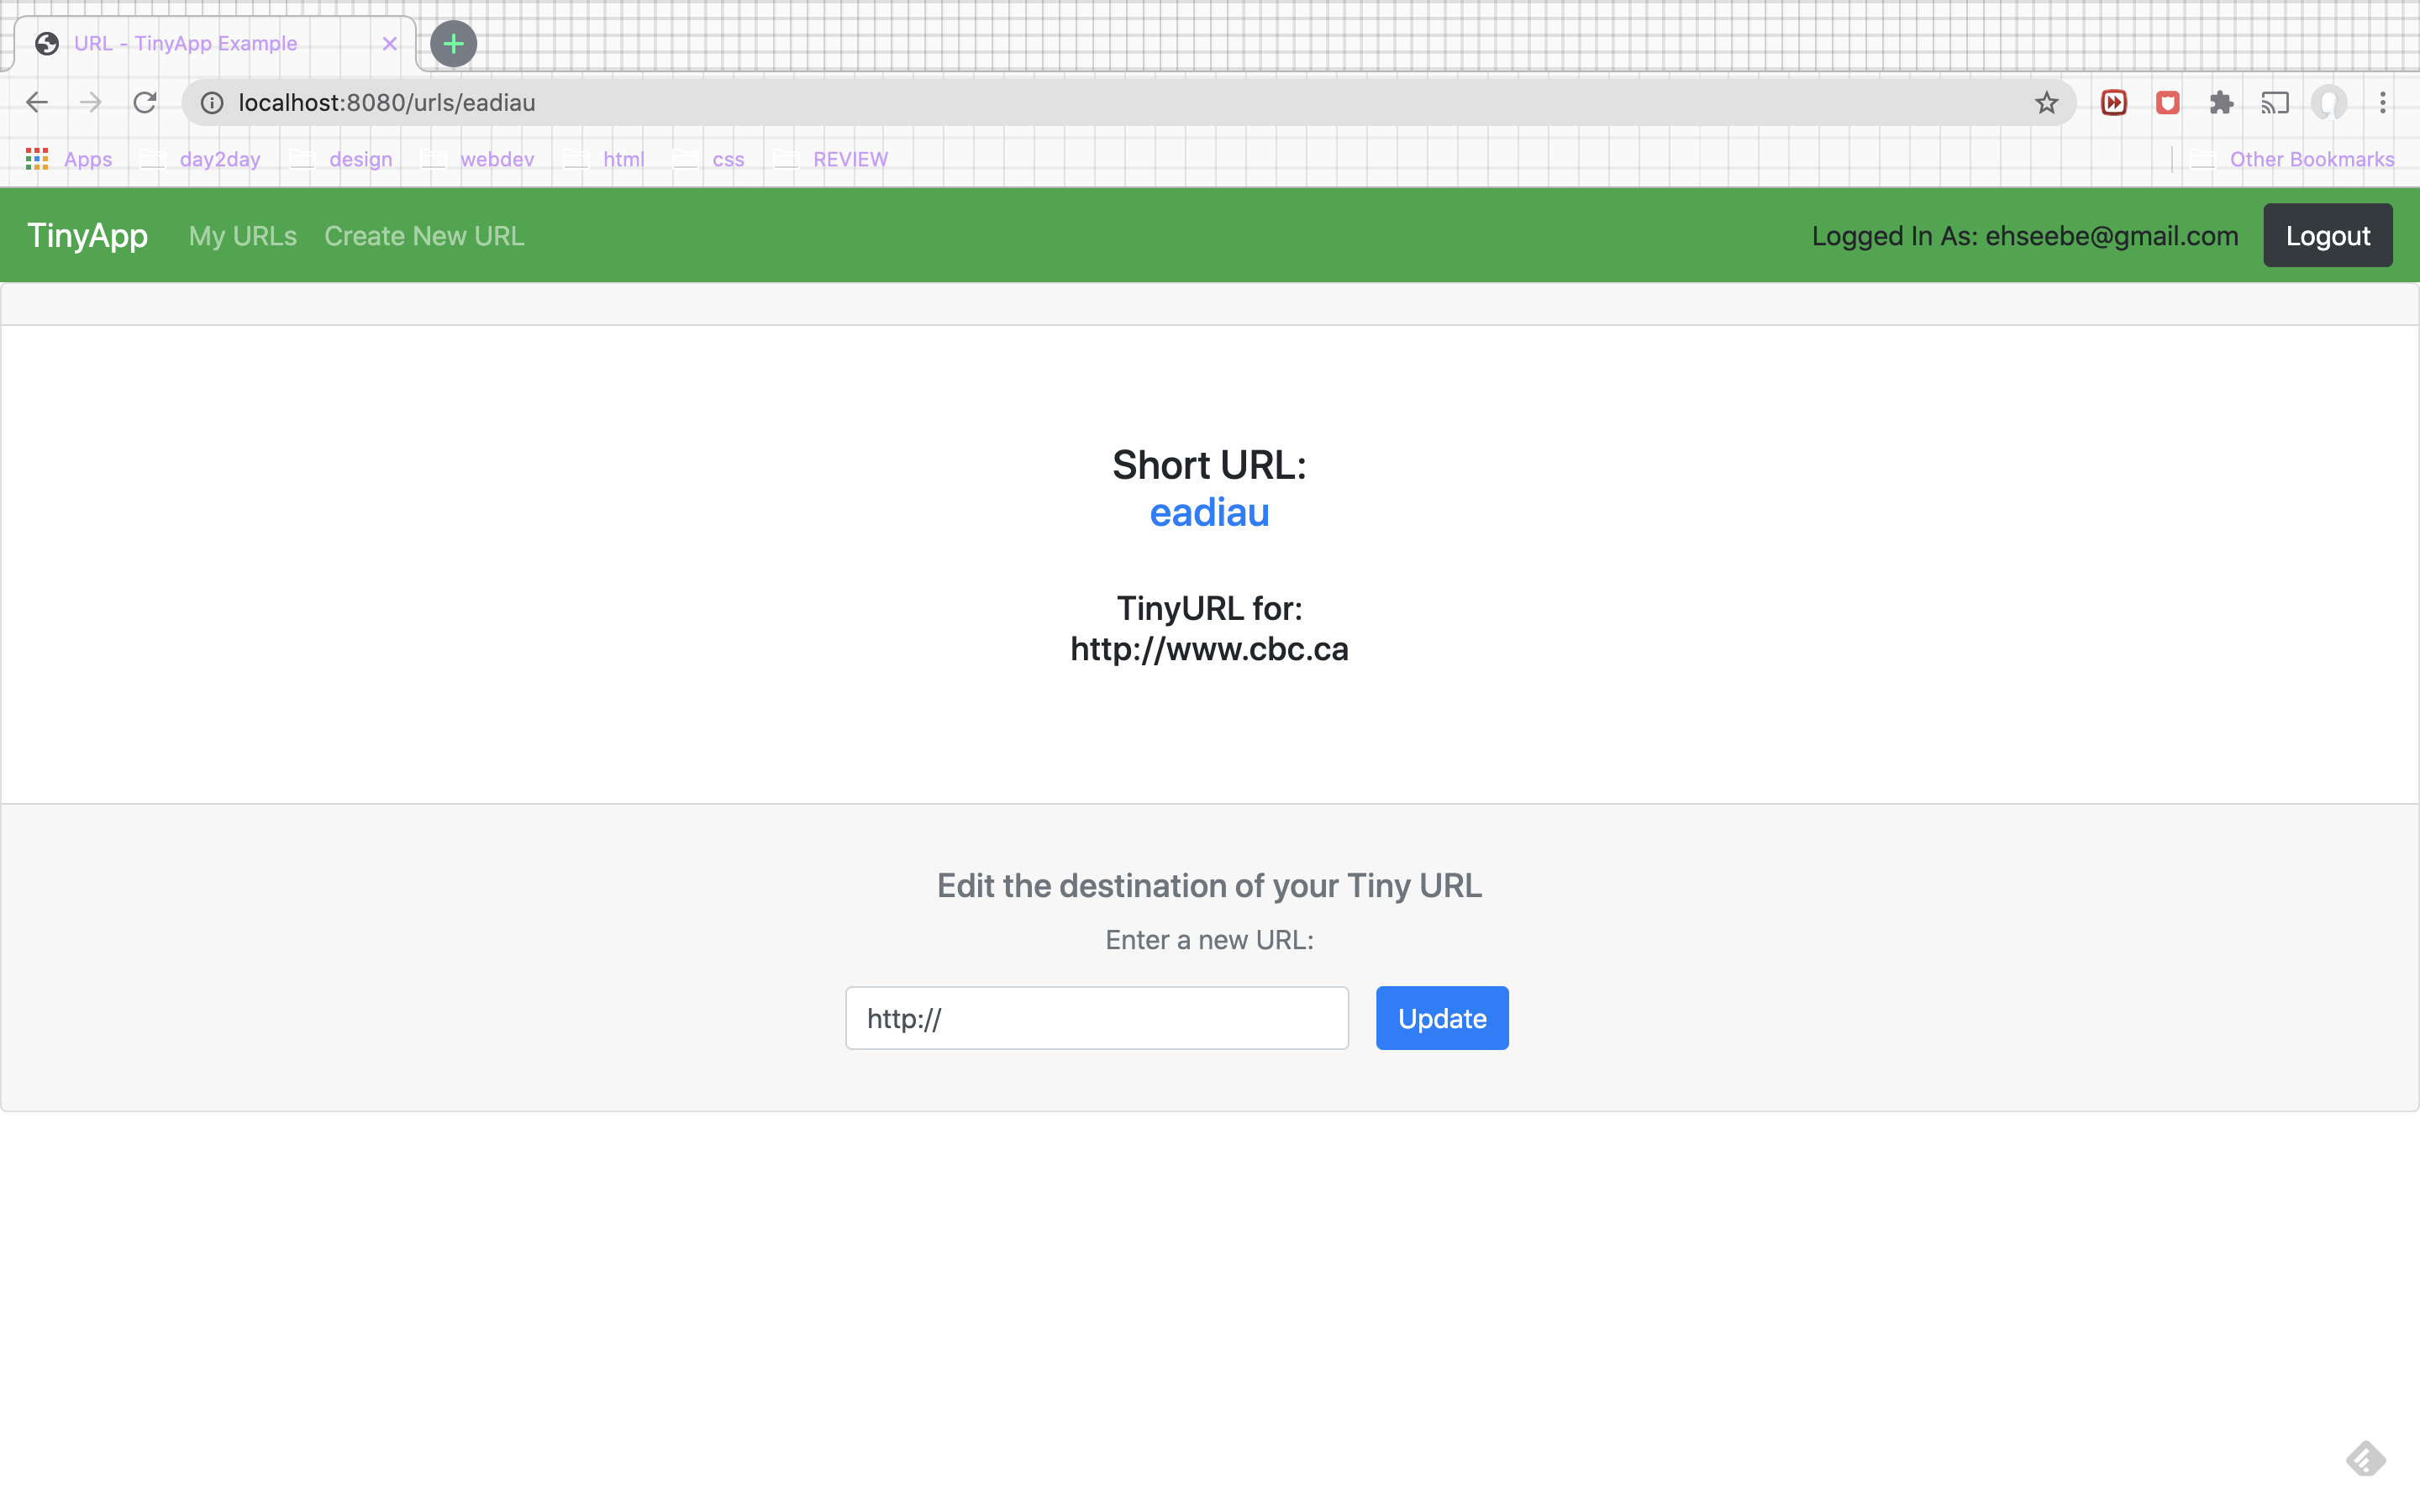 URL - TinyApp Example
localhost:8080/urls/eadiau
Apps day2day design webdev html css REVIEW Other Bookmarks
TinyApp My URLs Create New URL Logged In As: ehseebe@gmail.com Logout
Short URL:
eadiau
TinyURL for:
http://www.cbc.ca
Edit the destination of your Tiny URL
Enter a new URL:
http:// Update